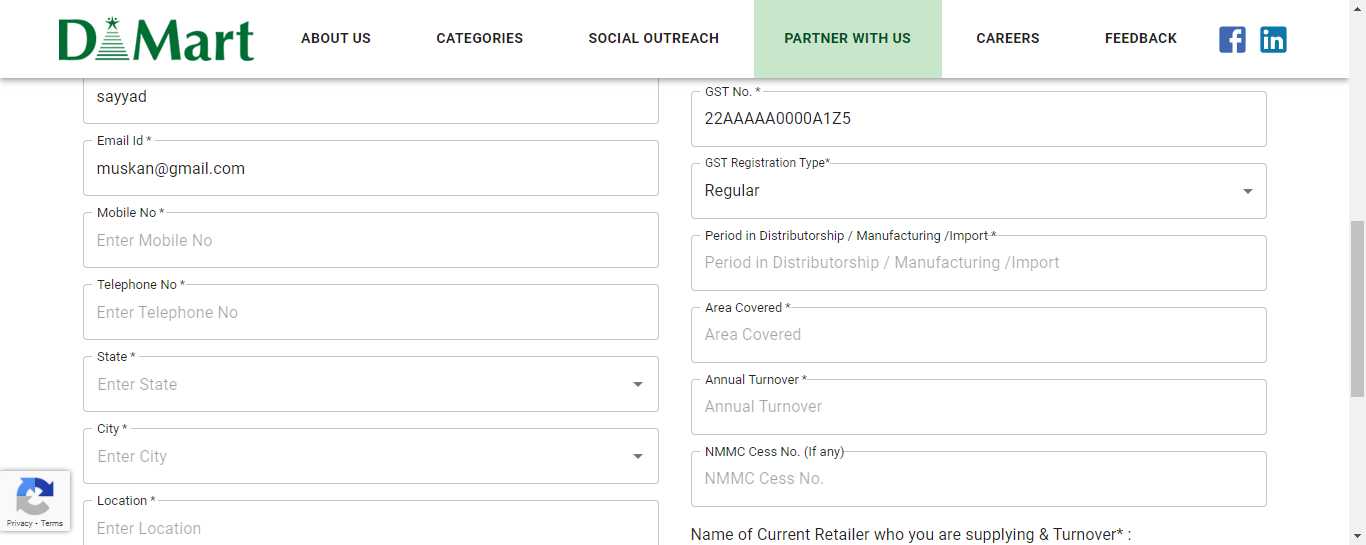 D Mart
ABOUT US
CATEGORIES
SOCIAL OUTREACH
PARTNER WITH US
CAREERS
FEEDBACK
sayyad
Email Id *
muskan@gmail.com
Mobile No *
Enter Mobile No
Telephone No *
Enter Telephone No
State *
Enter State
City *
Enter City
Location *
Enter Location
GST No. *
22AAAAA0000A1Z5
GST Registration Type*
Regular
Period in Distributorship / Manufacturing /Import *
Period in Distributorship / Manufacturing /Import
Area Covered *
Area Covered
Annual Turnover *
Annual Turnover
NMMC Cess No. (If any)
NMMC Cess No.
Name of Current Retailer who you are supplying & Turnover* :
Privacy - Terms